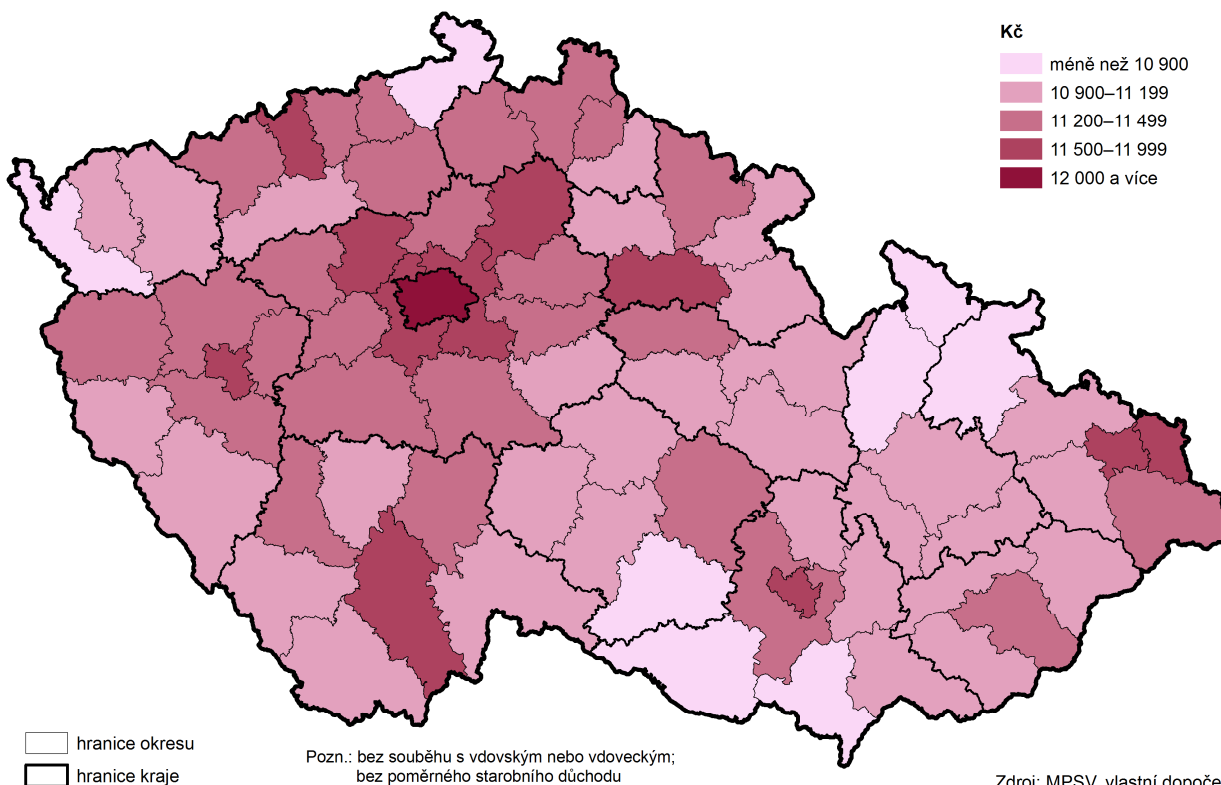 Kč
méně než 10 900
10 900–11 199
11 200–11 499
11 500–11 999
12 000 a více
hranice okresu
hranice kraje
Pozn.: bez souběhu s vdovským nebo vdoveckým;
bez poměrného starobního důchodu
Zdroj: MPSV, vlastní dopoče